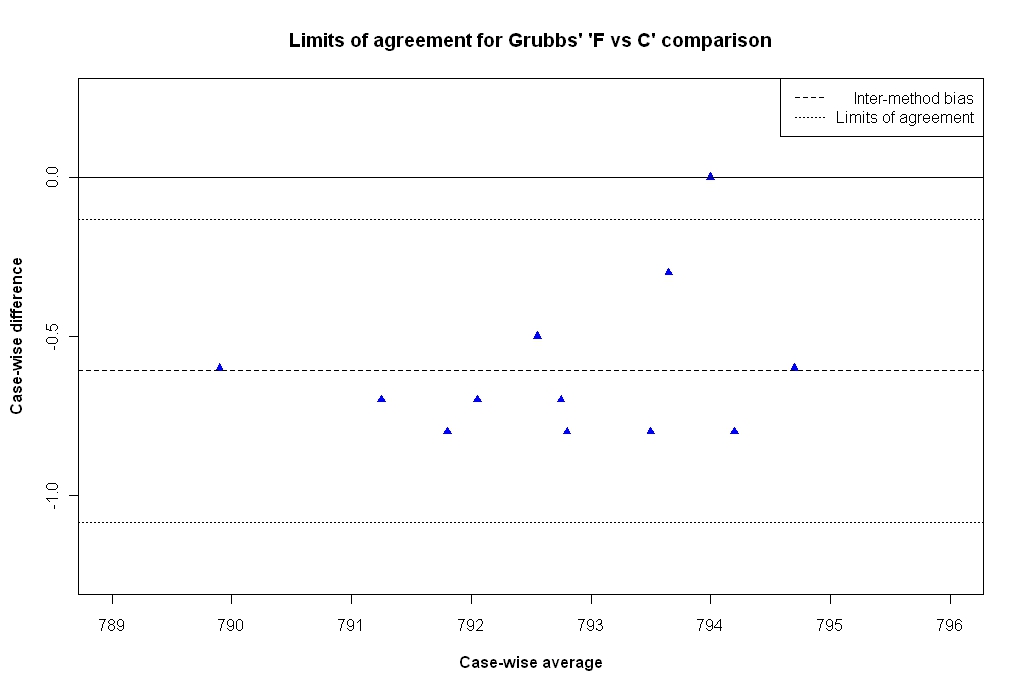 Limits of agreement for Grubbs' 'F vs C' comparison
Inter-method bias
Limits of agreement
0.0
-0.5
-1.0
Case-wise difference
789 790 791 792 793 794 795 796
Case-wise average